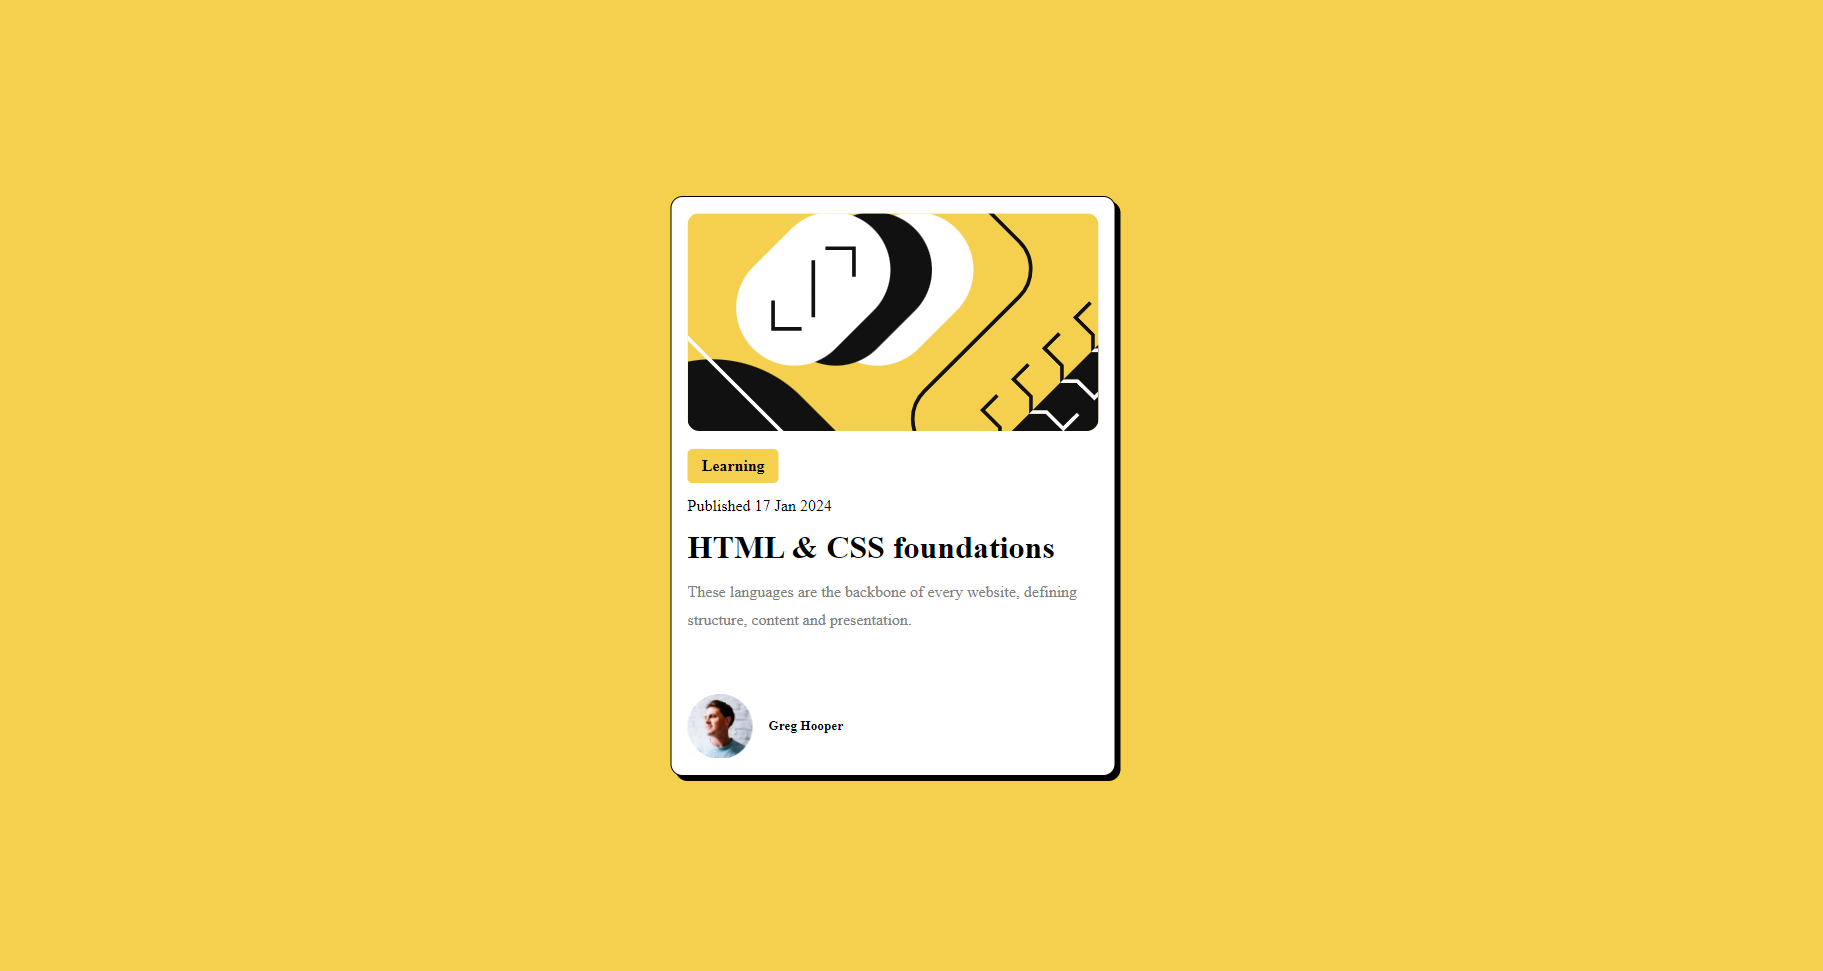 Learning
Published 17 Jan 2024
HTML & CSS foundations
These languages are the backbone of every website, defining
structure, content and presentation.
Greg Hooper